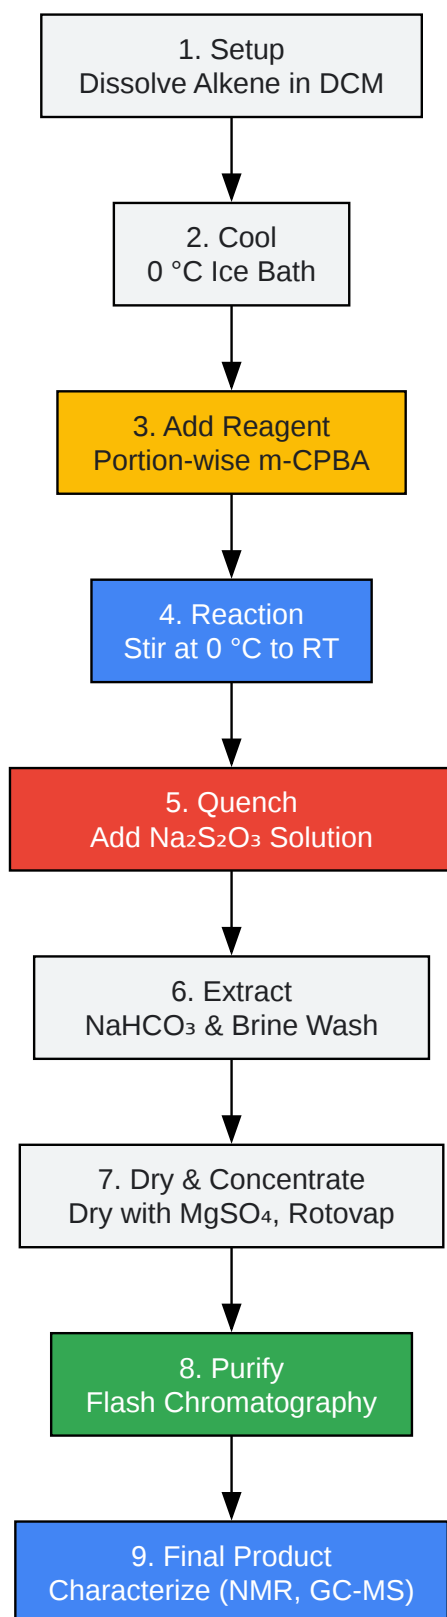 1. Setup
Dissolve Alkene in DCM
2. Cool
0 °C Ice Bath
3. Add Reagent
Portion-wise m-CPBA
4. Reaction
Stir at 0 °C to RT
5. Quench
Add Na₂S₂O₃ Solution
6. Extract
NaHCO₃ & Brine Wash
7. Dry & Concentrate
Dry with MgSO₄, Rotovap
8. Purify
Flash Chromatography
9. Final Product
Characterize (NMR, GC-MS)